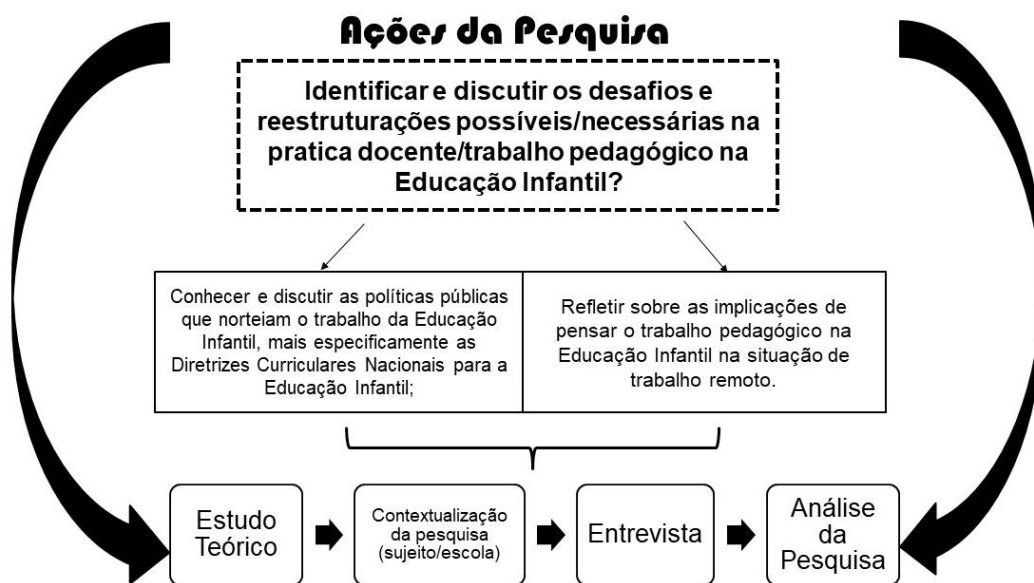 Ações da Pesquisa
Identificar e discutir os desafios e
reestruturações possíveis/necessárias na
pratica docente/trabalho pedagógico na
Educação Infantil?
Conhecer e discutir as políticas públicas
que norteiam o trabalho da Educação
Infantil, mais especificamente as
Diretrizes Curriculares Nacionais para a
Educação Infantil;
Refletir sobre as implicações de
pensar o trabalho pedagógico na
Educação Infantil na situação de
trabalho remoto.
Estudo
Teórico
Contextualização
da pesquisa
(sujeito/escola)
Entrevista
Análise
da
Pesquisa